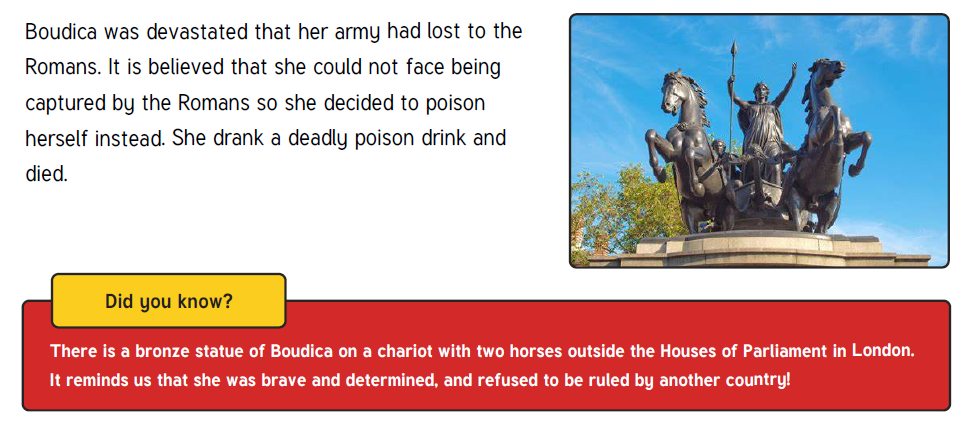 Boudica was devastated that her army had lost to the
Romans. It is believed that she could not face being
captured by the Romans so she decided to poison
herself instead. She drank a deadly poison drink and
died.
Did you know?
There is a bronze statue of Boudica on a chariot with two horses outside the Houses of Parliament in London.
It reminds us that she was brave and determined, and refused to be ruled by another country!